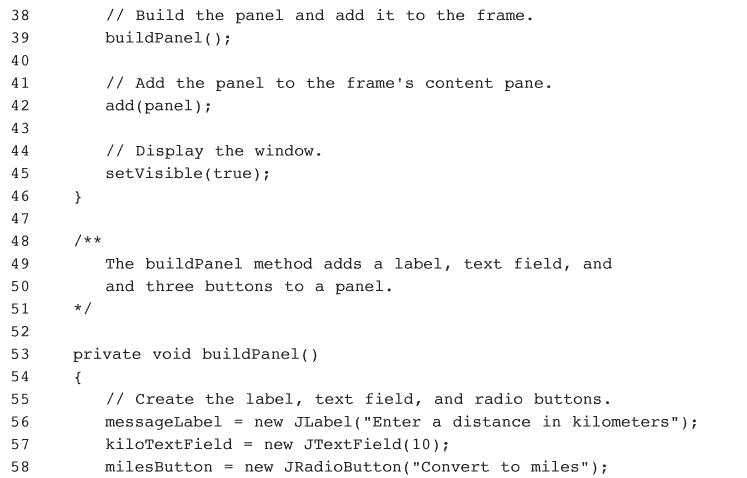 38 // Build the panel and add it to the frame.
39 buildPanel();
40
41 // Add the panel to the frame's content pane.
42 add(panel);
43
44 // Display the window.
45 setVisible(true);
46 }
47
48 /**
49 The buildPanel method adds a label, text field, and
50 and three buttons to a panel.
51 */
52
53 private void buildPanel()
54 {
55 // Create the label, text field, and radio buttons.
56 messageLabel = new JLabel("Enter a distance in kilometers");
57 kiloTextField = new JTextField(10);
58 milesButton = new JRadioButton("Convert to miles");